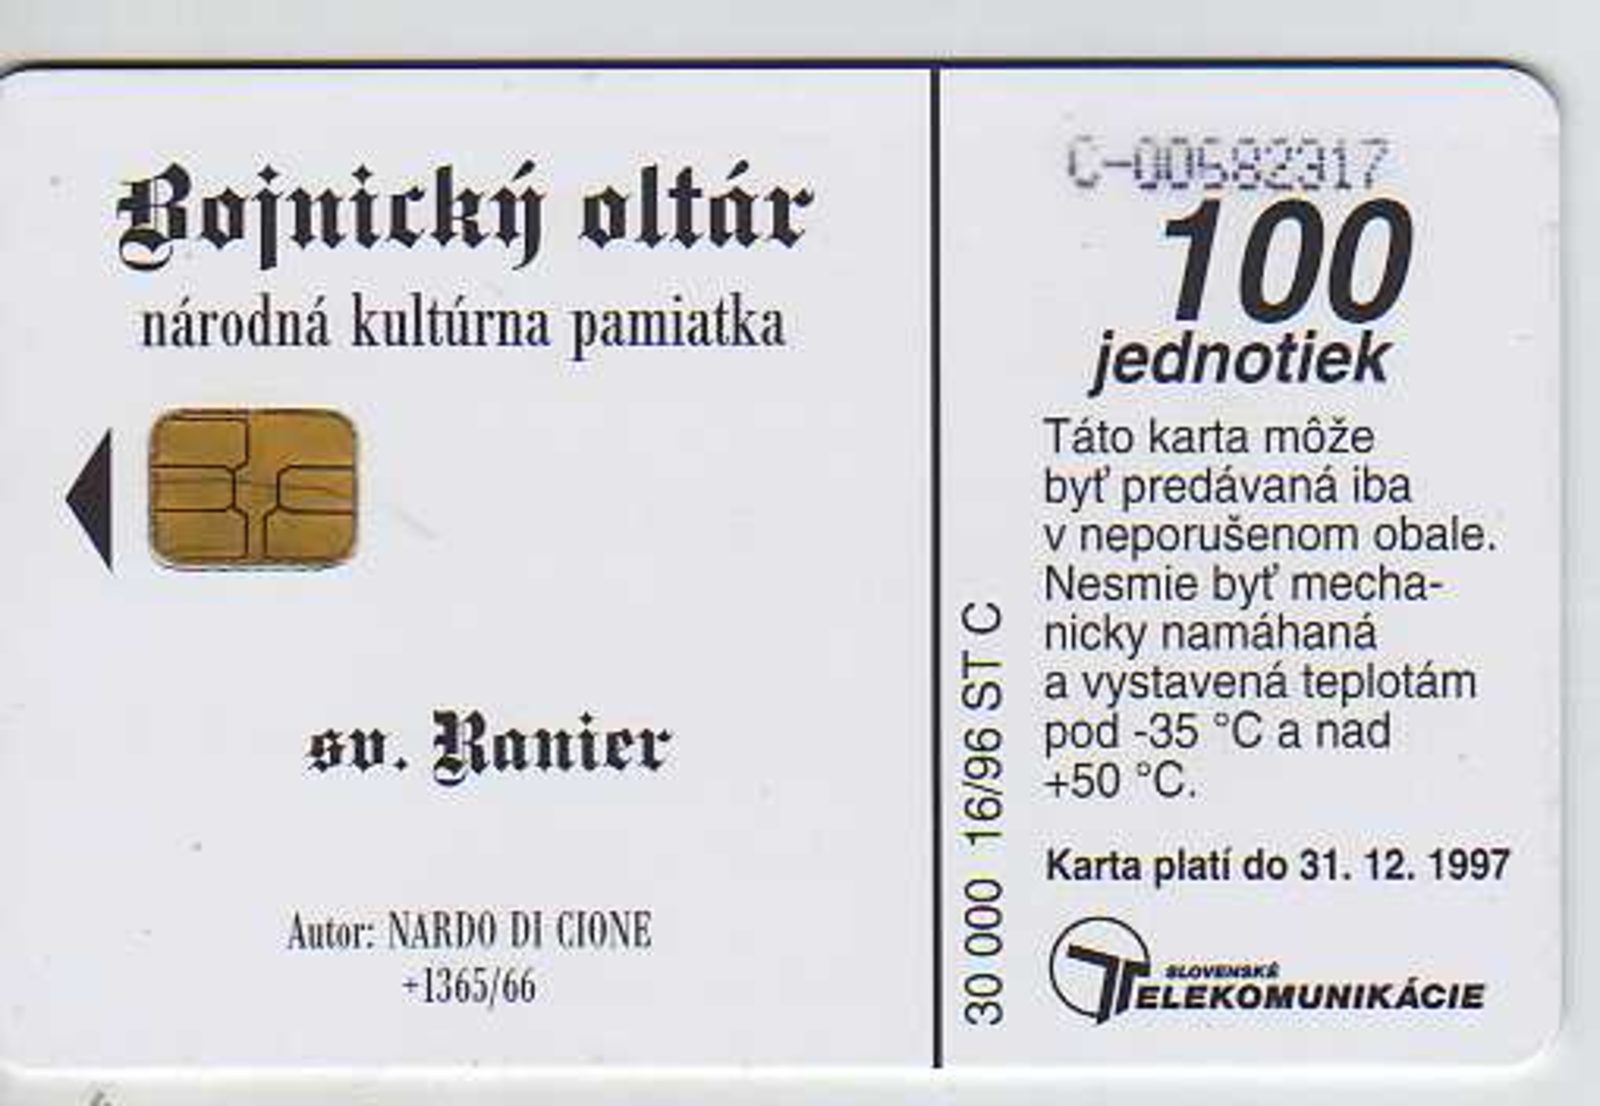 Bojnický oltár
národná kultúrna pamiatka
sv. Ranier
Autor: NARDO DI CIONE
+1365/66
30 000 16/96 ST C
C-00582317
100
jednotiek
Táto karta môže
byť predávaná iba
v neporušenom obale.
Nesmie byť mecha-
nicky namáhaná
a vystavená teplotám
pod -35 °C a nad
+50 °C.
Karta platí do 31. 12. 1997
SLOVENSKÉ
TELEKOMUNIKÁCIE